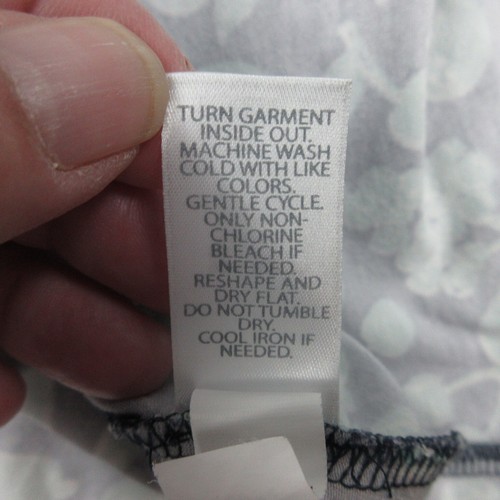 TURN GARMENT
INSIDE OUT.
MACHINE WASH
COLD WITH LIKE
COLORS.
GENTLE CYCLE.
ONLY NON-
CHLORINE
BLEACH IF
NEEDED.
RESHAPE AND
DRY FLAT.
DO NOT TUMBLE
DRY.
COOL IRON IF
NEEDED.